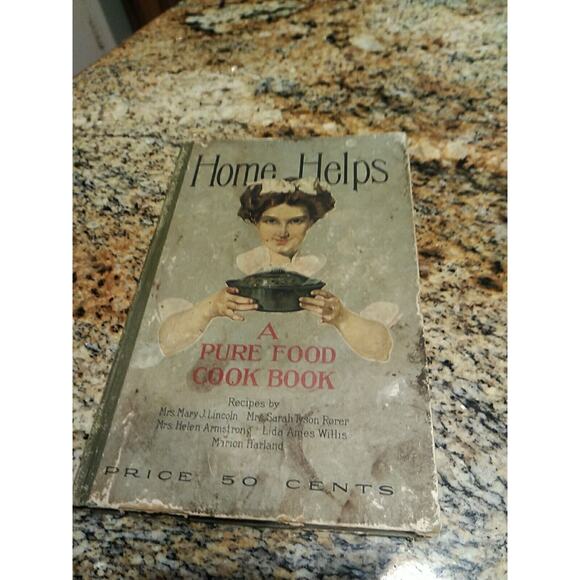 Home Helps
A
PURE FOOD
COOK BOOK
Recipes by
Mrs. Mary J. Lincoln Mrs. Sarah Tyson Rorer
Mrs. Helen Armstrong Lida Ames Willis
Marion Harland
PRICE 50 CENTS